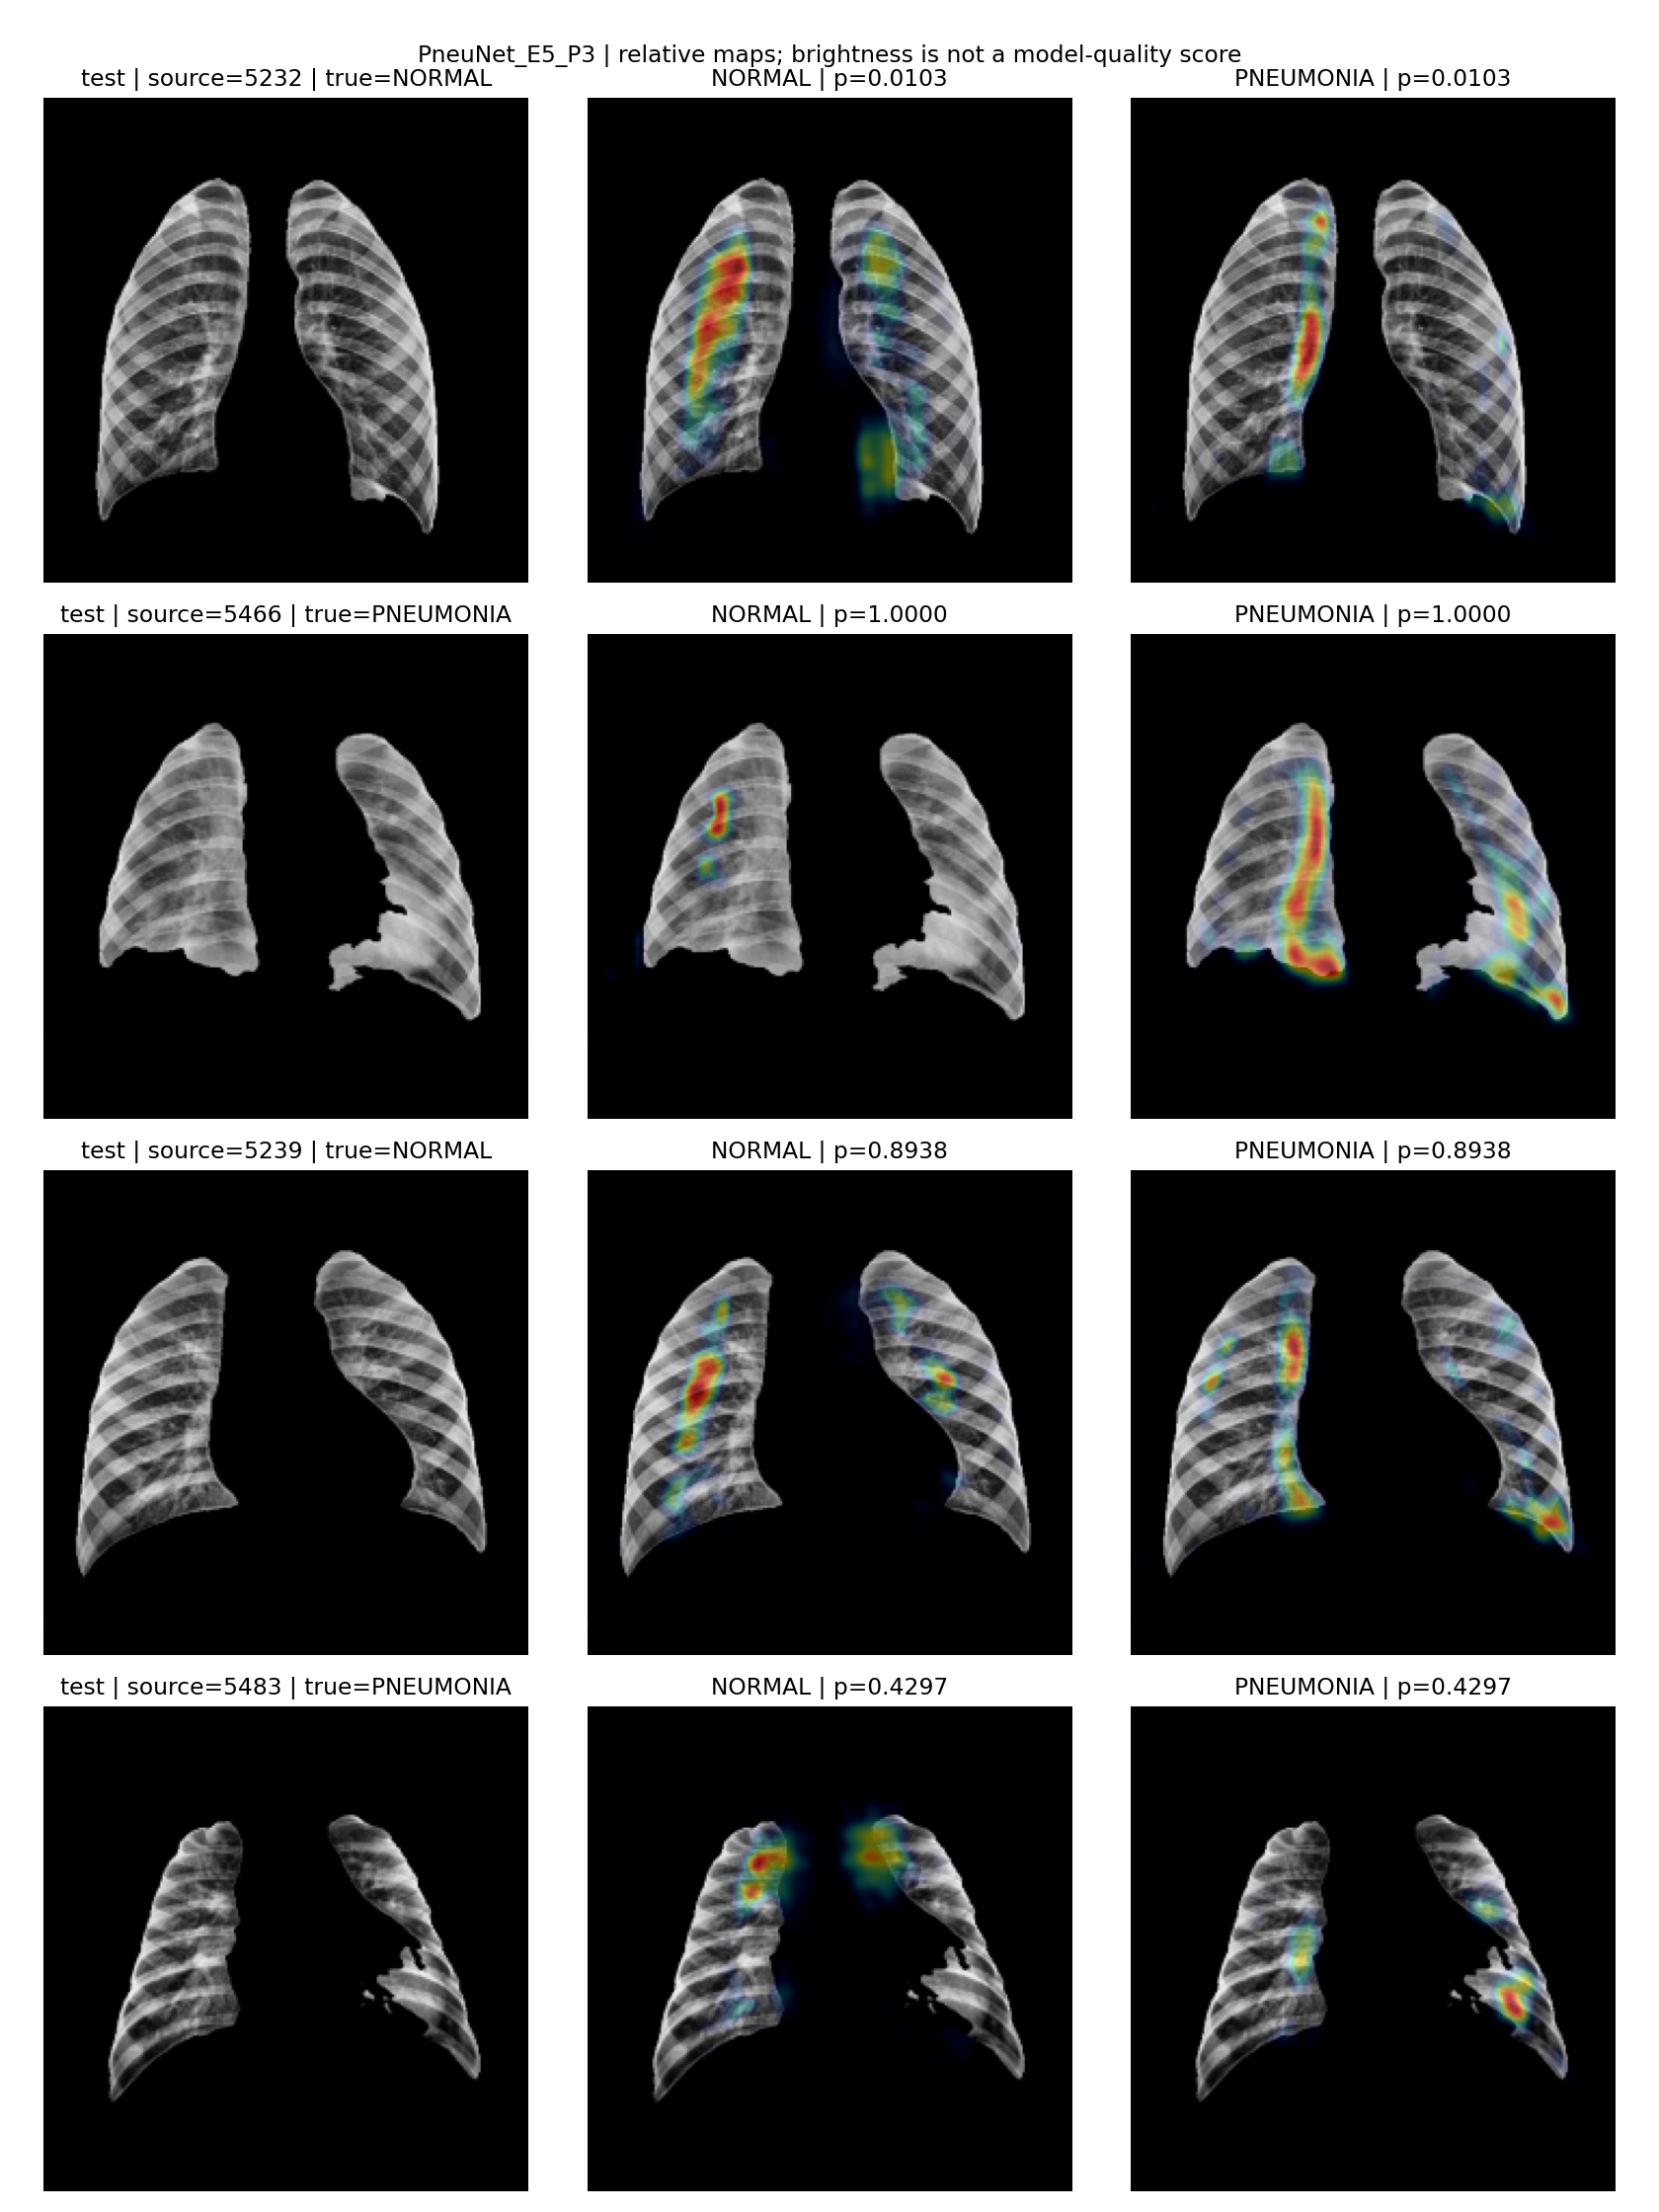 PneuNet_E5_P3 | relative maps; brightness is not a model-quality score
test | source=5232 | true=NORMAL
NORMAL | p=0.0103
PNEUMONIA | p=0.0103
test | source=5466 | true=PNEUMONIA
NORMAL | p=1.0000
PNEUMONIA | p=1.0000
test | source=5239 | true=NORMAL
NORMAL | p=0.8938
PNEUMONIA | p=0.8938
test | source=5483 | true=PNEUMONIA
NORMAL | p=0.4297
PNEUMONIA | p=0.4297